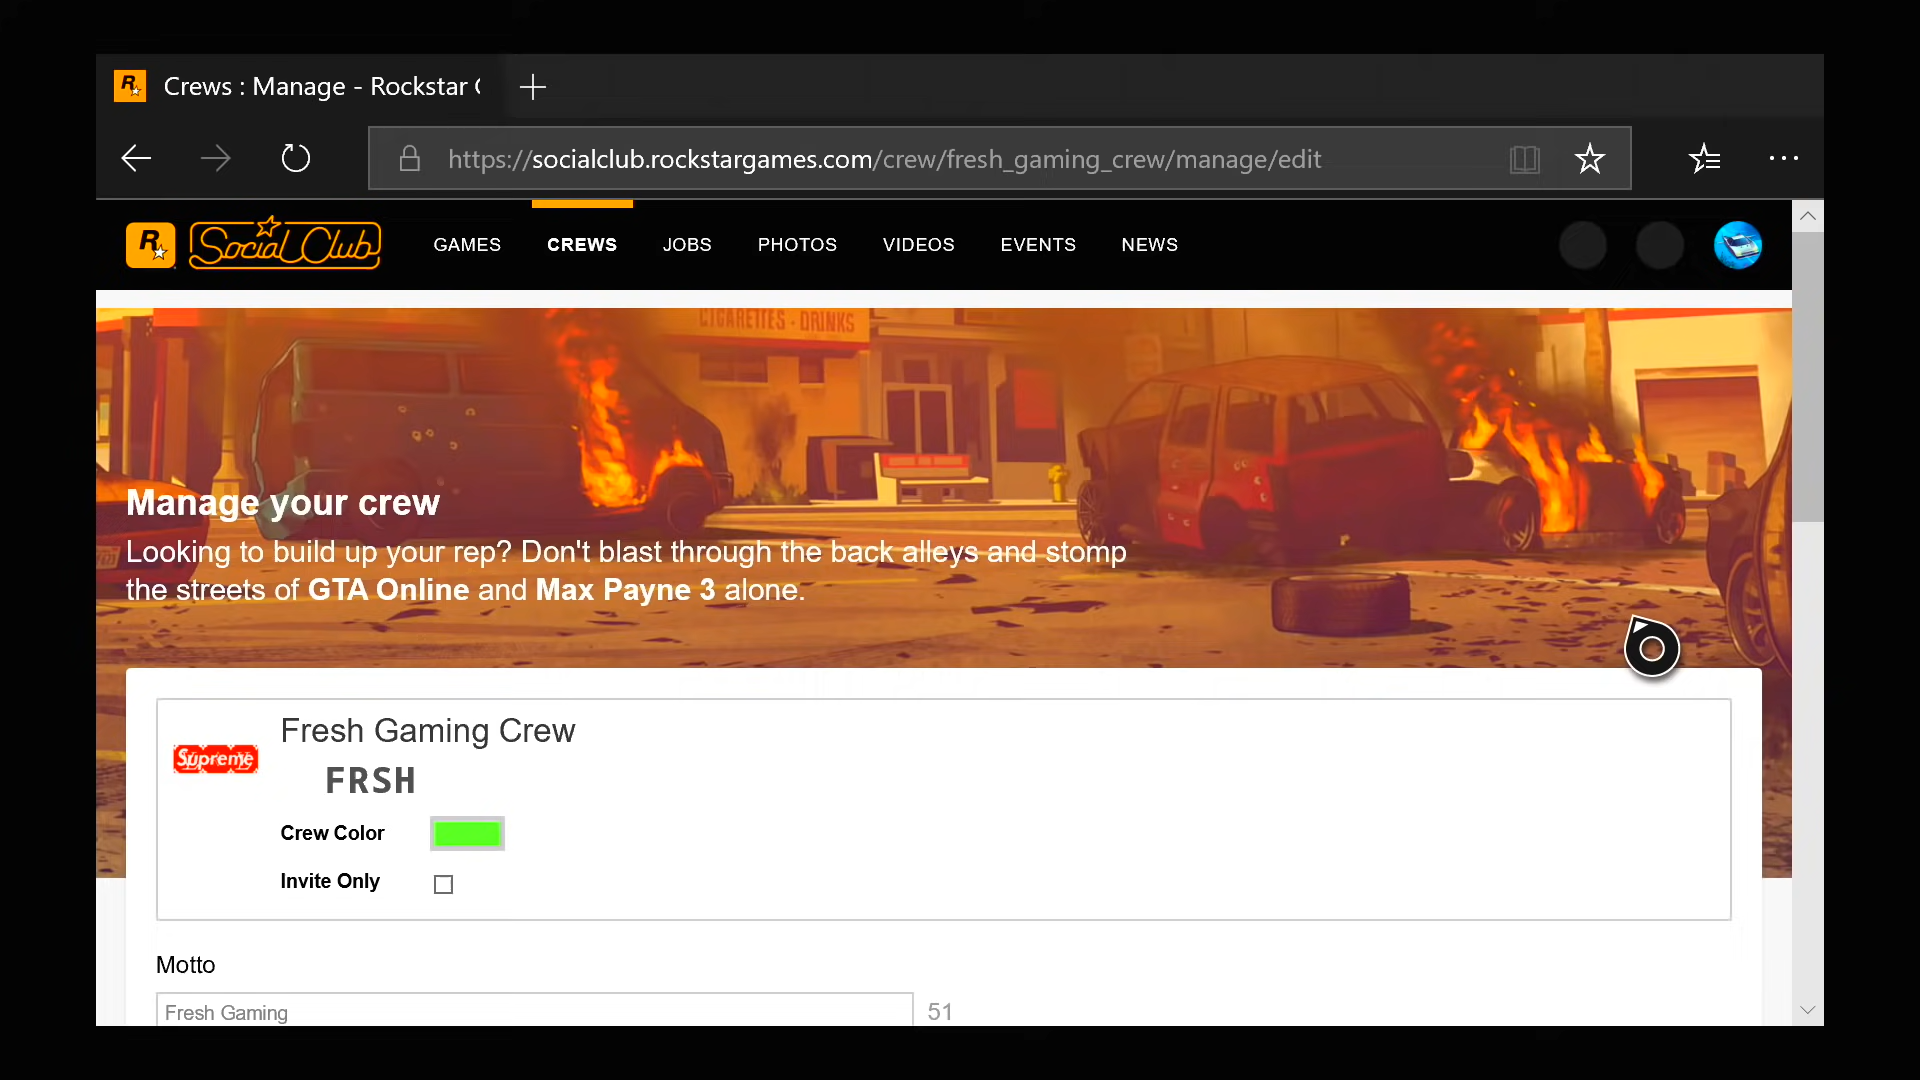 Crews : Manage - Rockstar
https://socialclub.rockstargames.com/crew/fresh_gaming_crew/manage/edit
R Social Club GAMES CREWS JOBS PHOTOS VIDEOS EVENTS NEWS
CIGARETTES - DRINKS
Manage your crew
Looking to build up your rep? Don't blast through the back alleys and stomp
the streets of GTA Online and Max Payne 3 alone.
Supreme
Fresh Gaming Crew
FRSH
Crew Color
Invite Only
Motto
Fresh Gaming
51